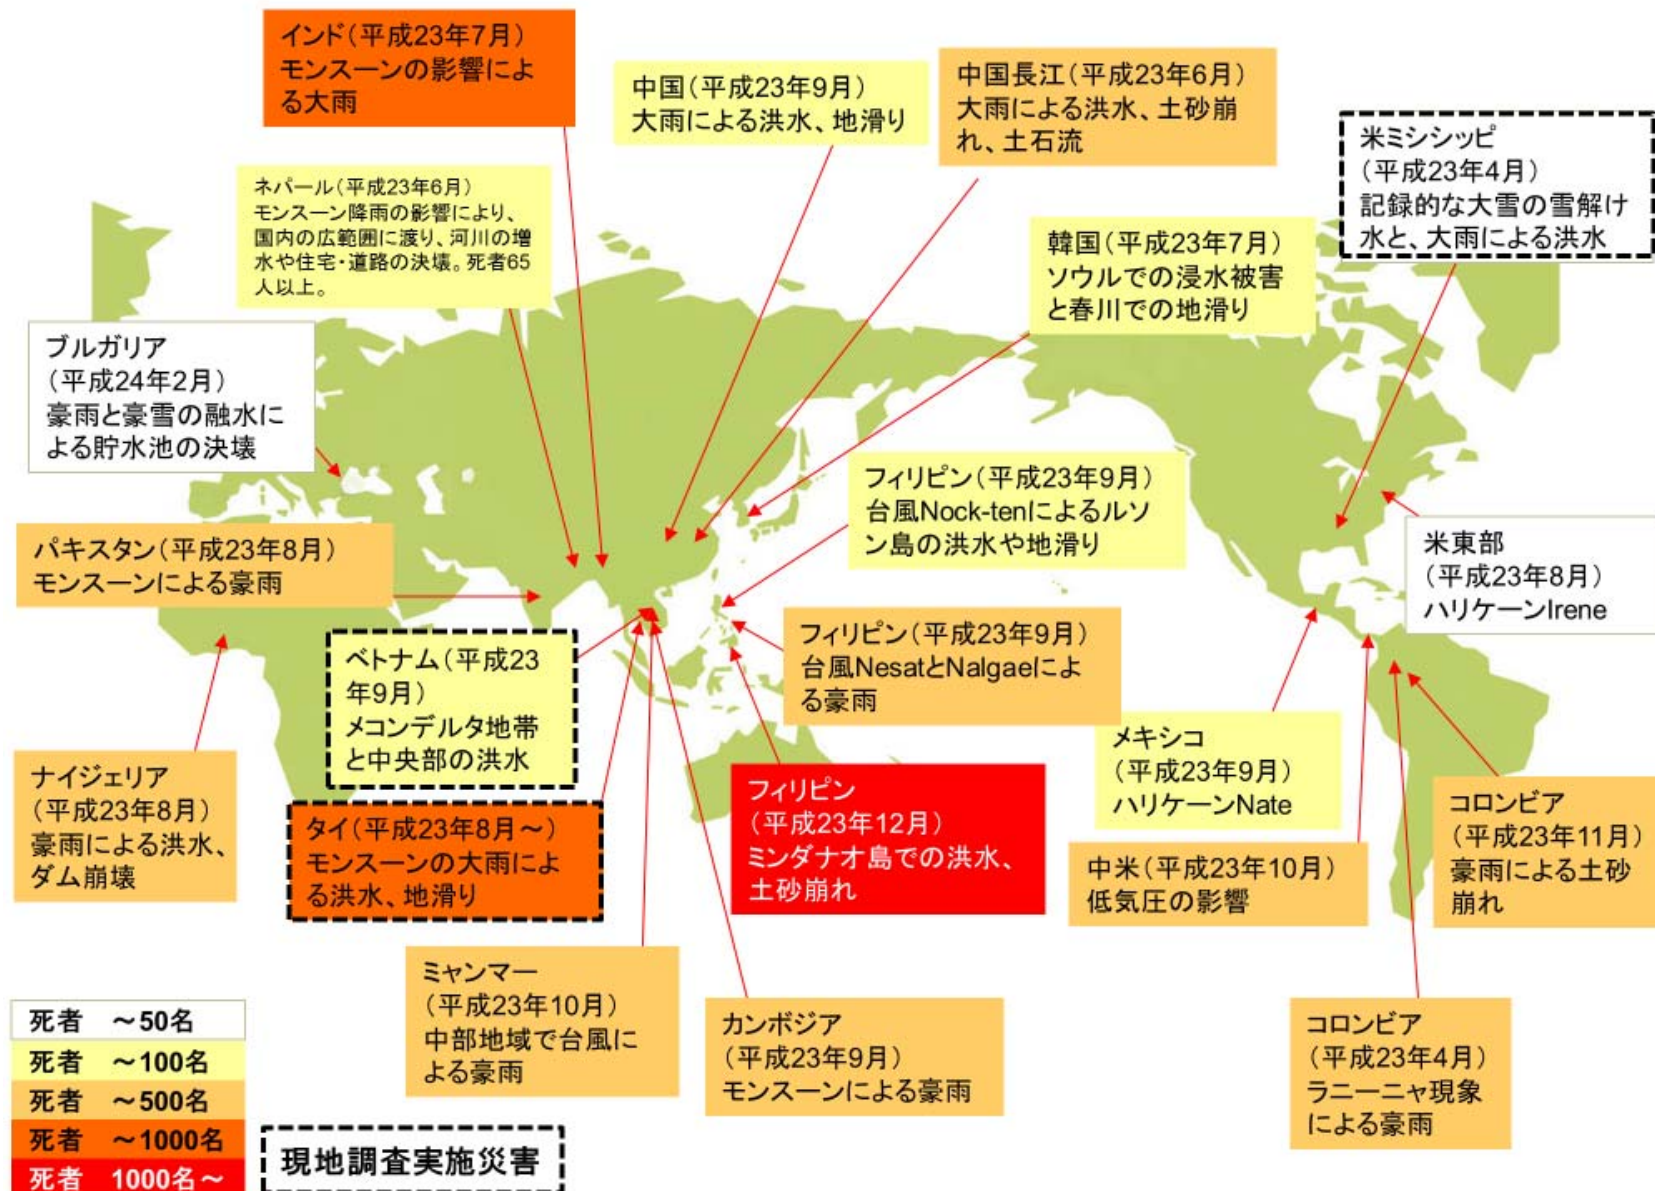 インド（平成23年7月）
モンスーンの影響によ
る大雨
中国（平成23年9月）
大雨による洪水、地滑り
中国長江（平成23年6月）
大雨による洪水、土砂崩
れ、土石流
米ミシシッピ
（平成23年4月）
記録的な大雪の雪解け
水と、大雨による洪水
ネパール（平成23年6月）
モンスーン降雨の影響により、
国内の広範囲に渡り、河川の増
水や住宅・道路の決壊。死者65
人以上。
韓国（平成23年7月）
ソウルでの浸水被害
と春川での地滑り
ブルガリア
（平成24年2月）
豪雨と豪雪の融水に
よる貯水池の決壊
フィリピン（平成23年9月）
台風Nock-tenによるルソ
ン島の洪水や地滑り
パキスタン（平成23年8月）
モンスーンによる豪雨
米東部
（平成23年8月）
ハリケーンIrene
フィリピン（平成23年9月）
台風NesatとNalgaeによ
る豪雨
ベトナム（平成23
年9月）
メコンデルタ地帯
と中央部の洪水
メキシコ
（平成23年9月）
ハリケーンNate
ナイジェリア
（平成23年8月）
豪雨による洪水、
ダム崩壊
タイ（平成23年8月～）
モンスーンの大雨によ
る洪水、地滑り
フィリピン
（平成23年12月）
ミンダナオ島での洪水、
土砂崩れ
コロンビア
（平成23年11月）
豪雨による土砂
崩れ
中米（平成23年10月）
低気圧の影響
ミャンマー
（平成23年10月）
中部地域で台風に
よる豪雨
カンボジア
（平成23年9月）
モンスーンによる豪雨
コロンビア
（平成23年4月）
ラニーニャ現象
による豪雨
死者　～50名
死者　～100名
死者　～500名
死者　～1000名
死者　1000名～
現地調査実施災害